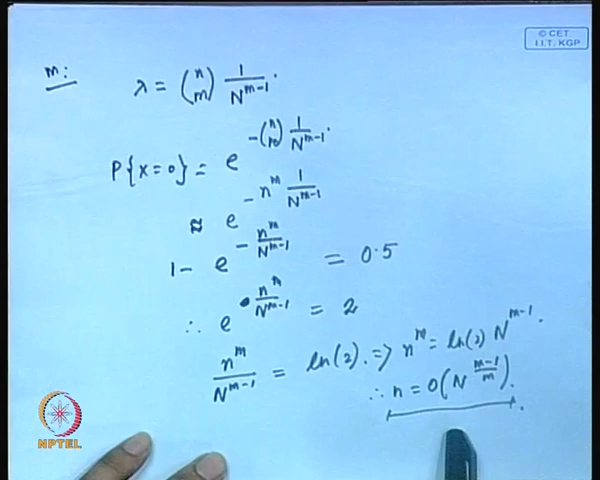 © CET
I.I.T. KGP
m:
λ = (n m) 1/N^{m-1}.
P{X=0} = e^{-(n m) 1/N^{m-1}}.
≈ e^{-n^m 1/N^{m-1}}
1 - e^{-n^m/N^{m-1}} = 0.5
∴ e^{n^m/N^{m-1}} = 2
n^m/N^{m-1} = ln(2). => n^m = ln(2) N^{m-1}.
∴ n = O(N^{m-1/m}).
NPTEL